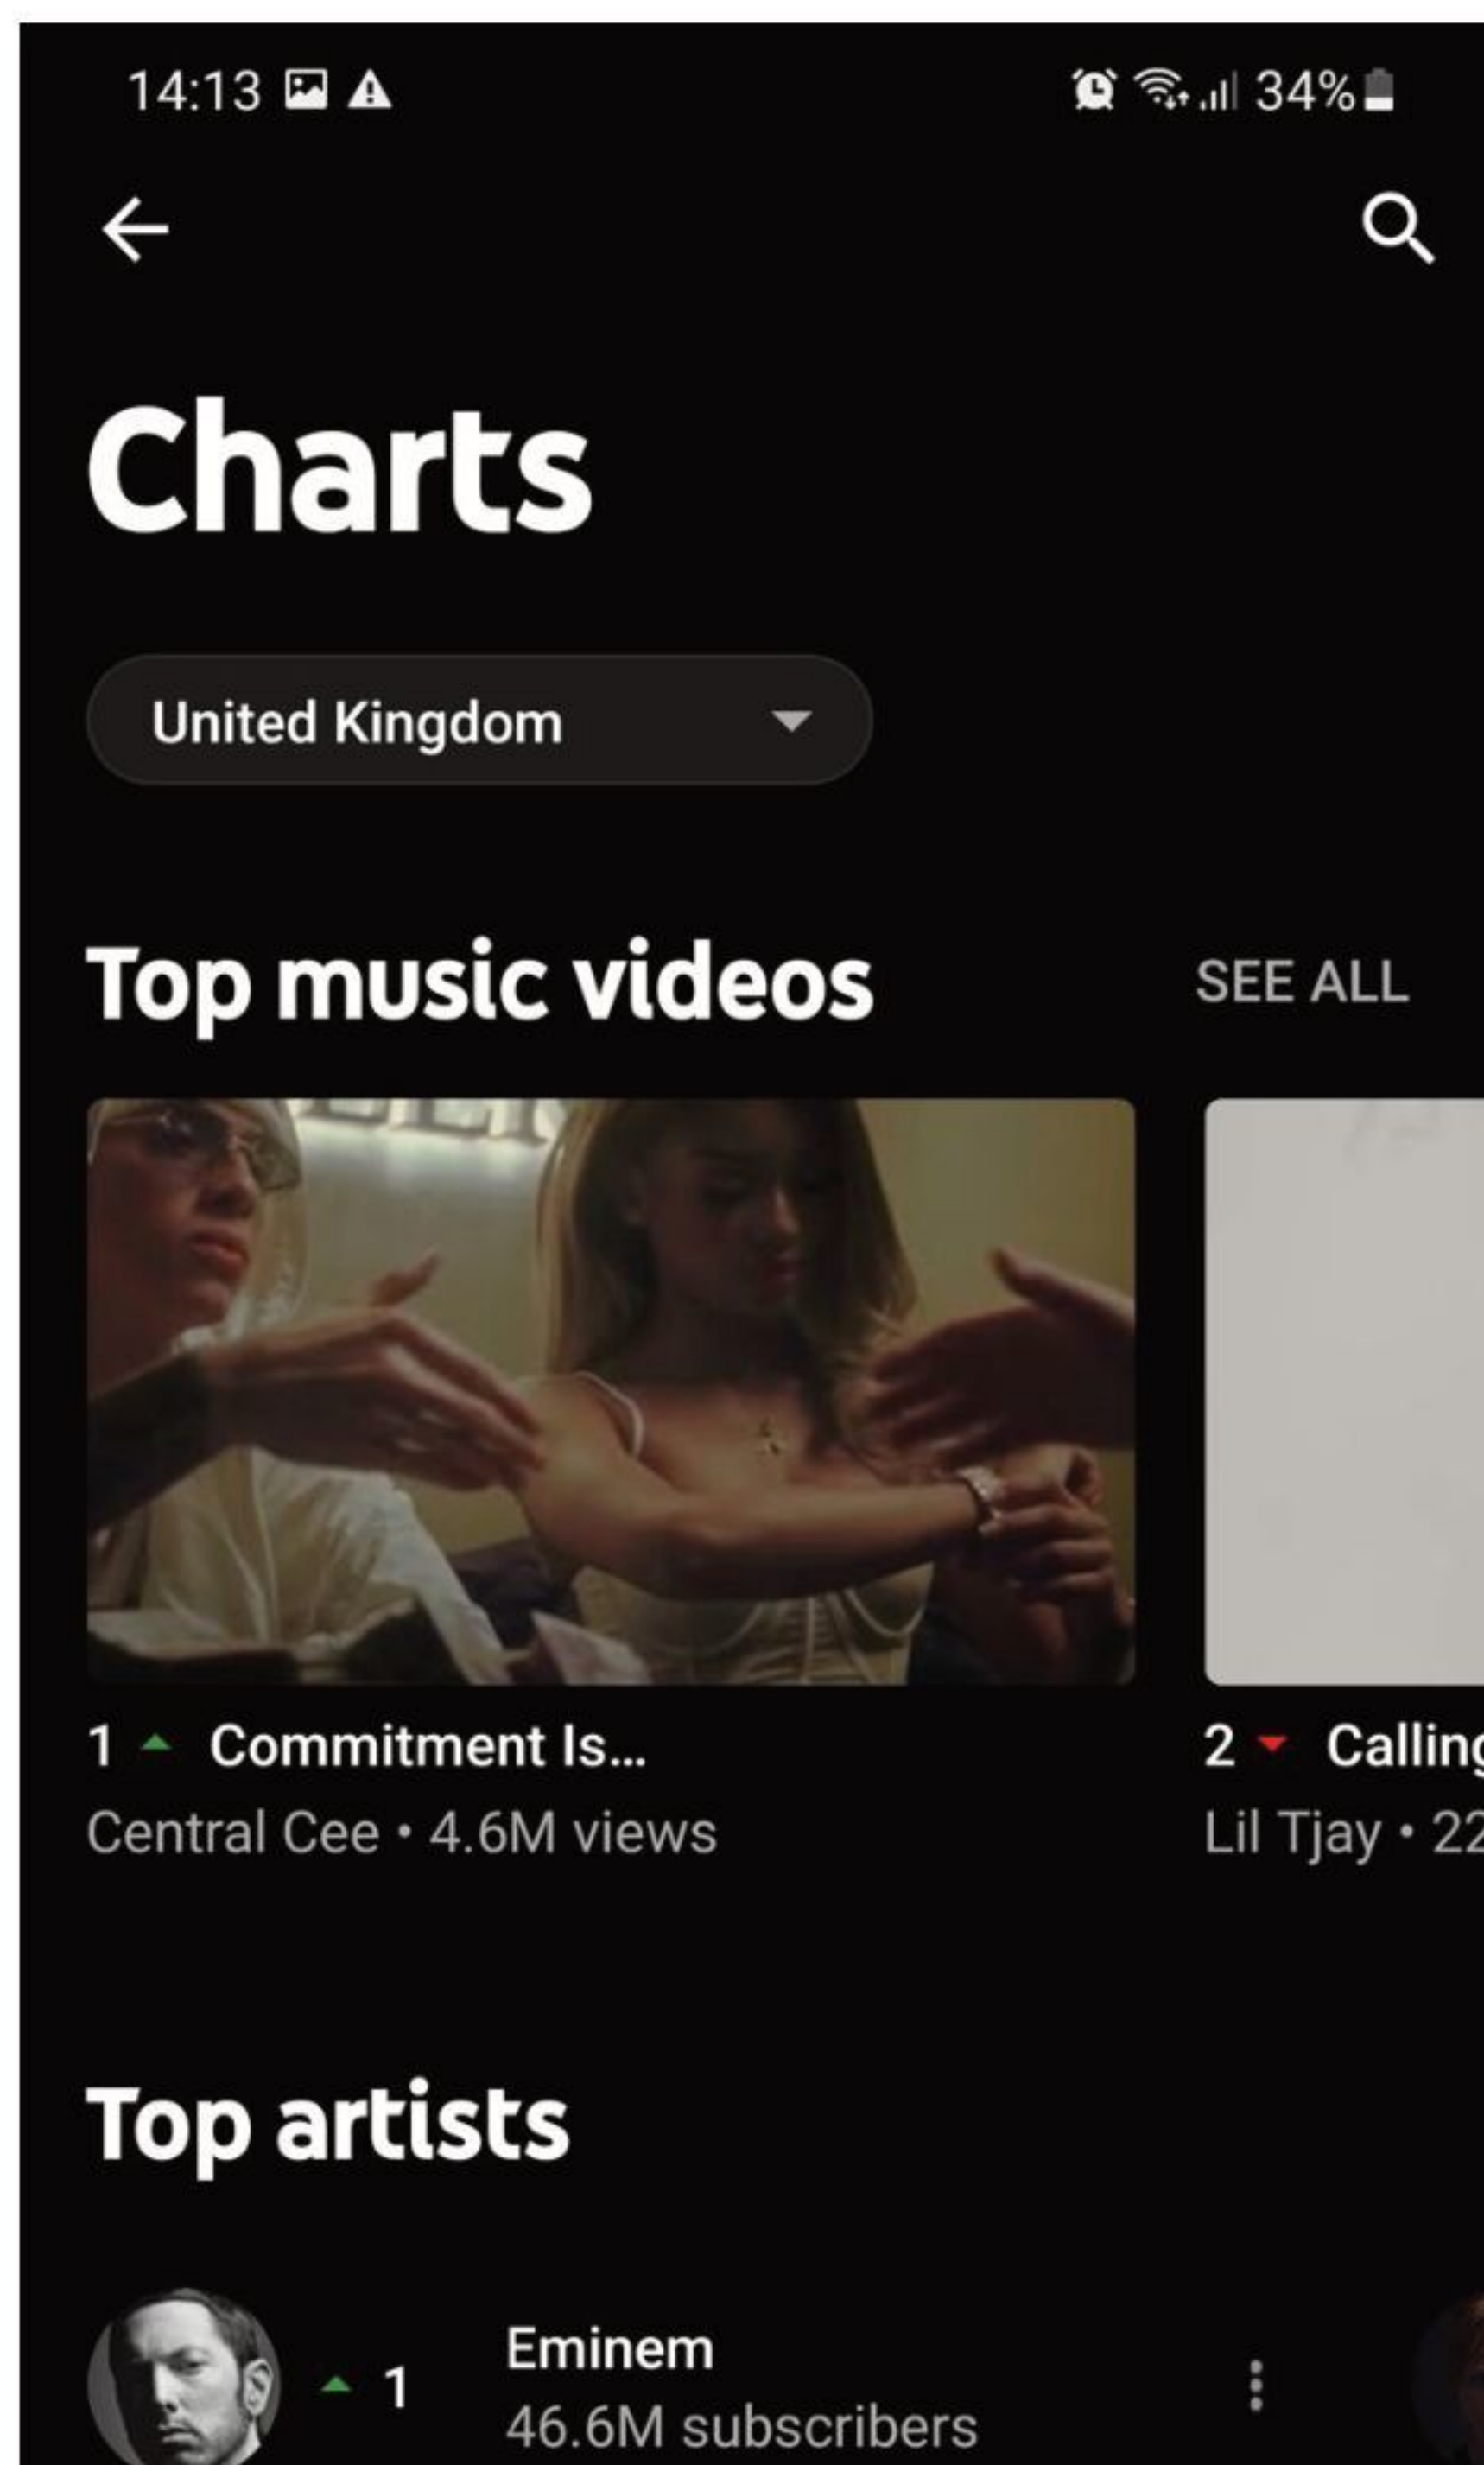 14:13 34%
Charts
United Kingdom
Top music videos SEE ALL
1 Commitment Is...
Central Cee • 4.6M views
2 Calling
Lil Tjay • 22
Top artists
1 Eminem
46.6M subscribers